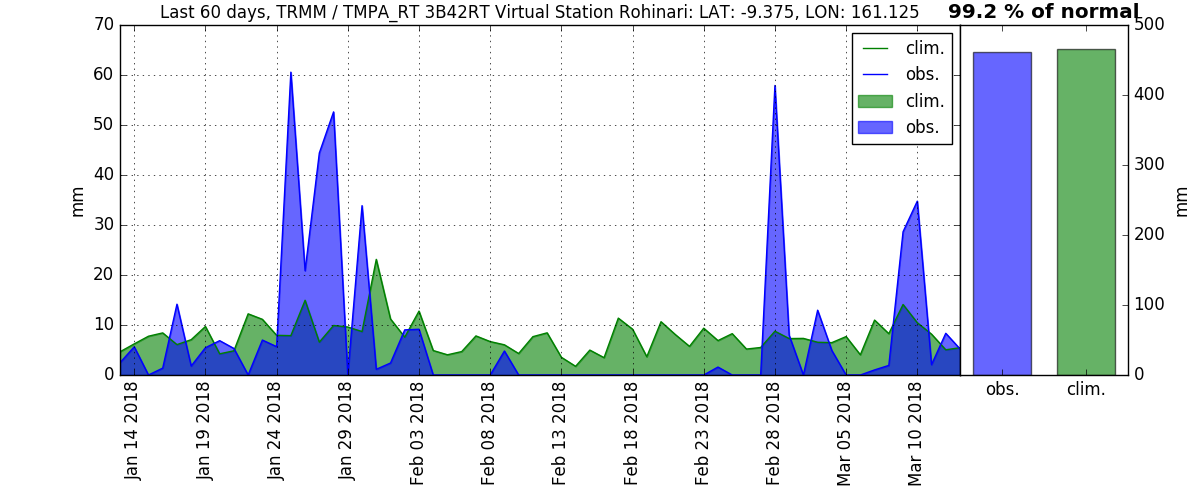 Last 60 days, TRMM / TMPA_RT 3B42RT Virtual Station Rohinari: LAT: -9.375, LON: 161.125
99.2 % of normal
70
60
50
40
30
20
10
0
mm
clim.
obs.
clim.
obs.
500
400
300
200
100
0
mm
obs.
clim.
Jan 14 2018
Jan 19 2018
Jan 24 2018
Jan 29 2018
Feb 03 2018
Feb 08 2018
Feb 13 2018
Feb 18 2018
Feb 23 2018
Feb 28 2018
Mar 05 2018
Mar 10 2018